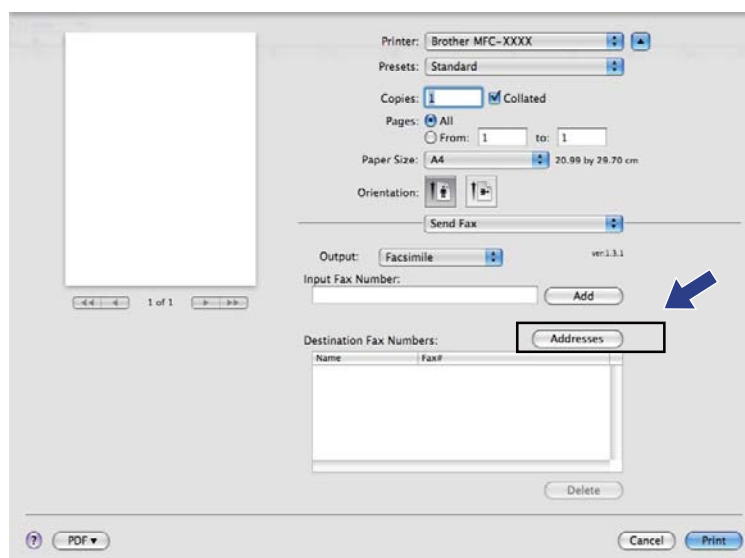 Printer: Brother MFC-XXXX
Presets: Standard
Copies: 1 Collated
Pages: All
From: 1 to: 1
Paper Size: A4 20.99 by 29.70 cm
Orientation:
Send Fax
Output: Facsimile ver.1.3.1
Input Fax Number:
Add
1 of 1
Destination Fax Numbers: Addresses
Name Fax#
Delete
? PDF Cancel Print